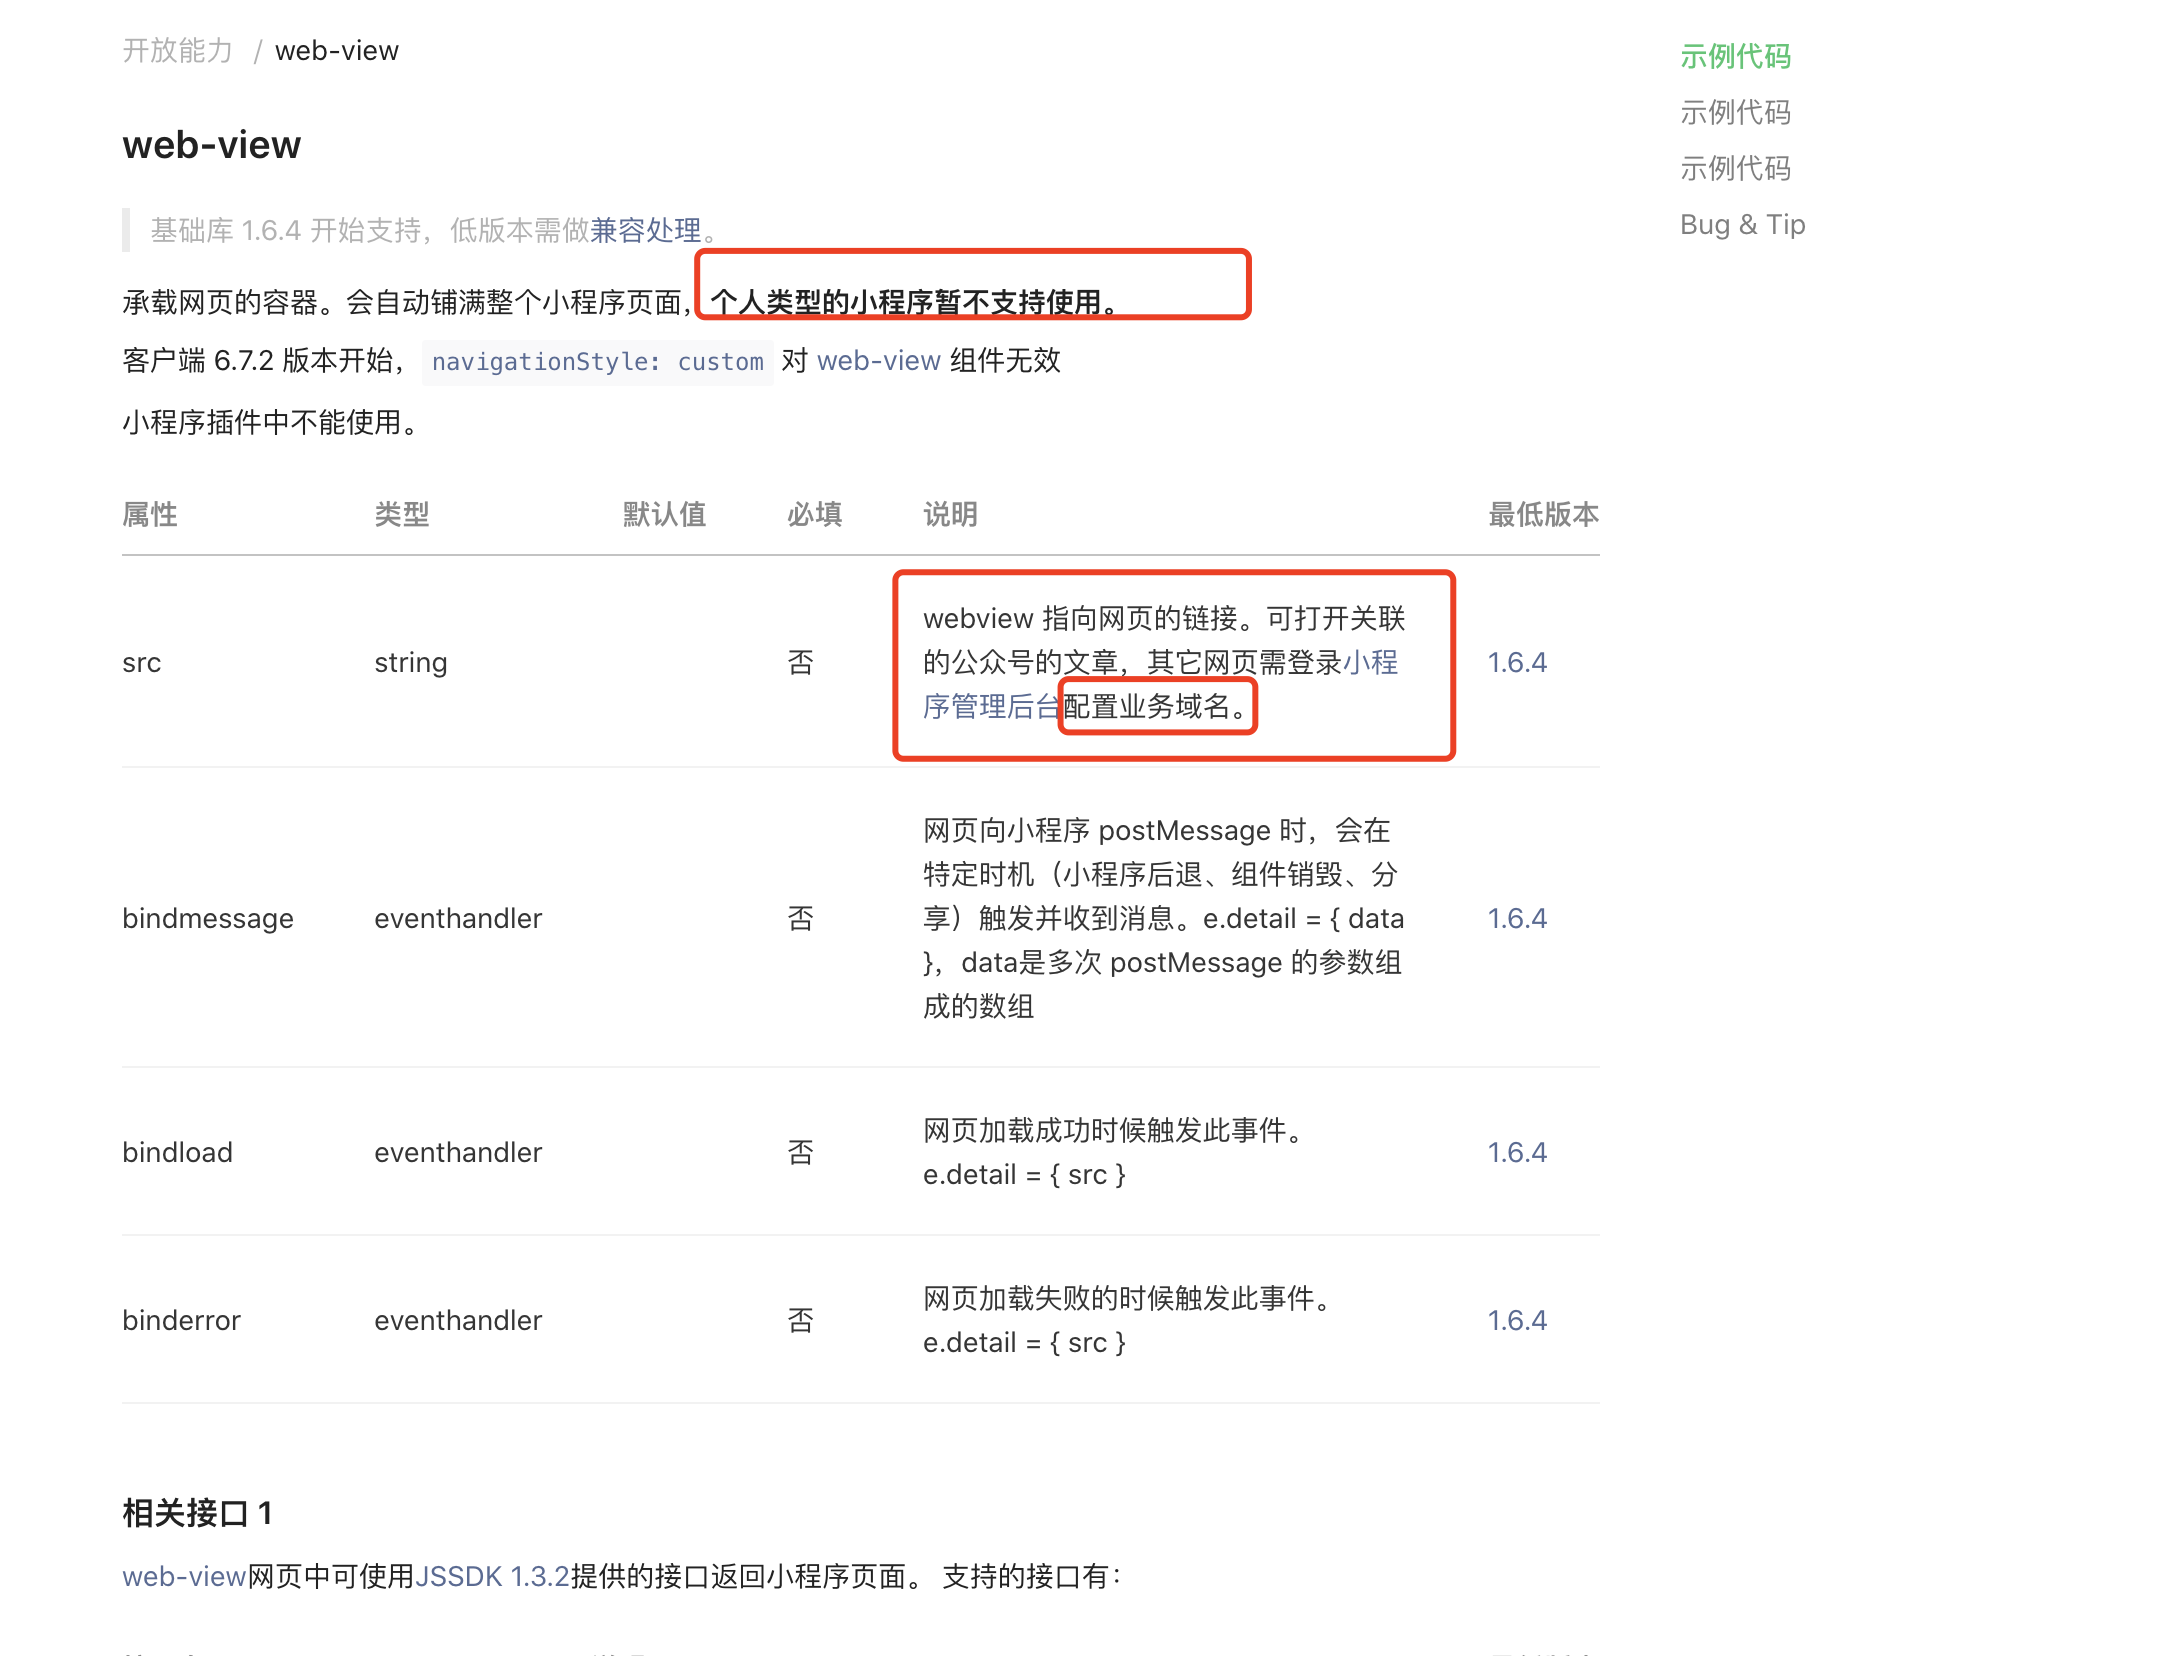 开放能力 / web-view
web-view
基础库 1.6.4 开始支持，低版本需做兼容处理。
承载网页的容器。会自动铺满整个小程序页面，个人类型的小程序暂不支持使用。
客户端 6.7.2 版本开始，navigationStyle: custom 对 web-view 组件无效
小程序插件中不能使用。
属性 类型 默认值 必填 说明 最低版本
src string 否 webview 指向网页的链接。可打开关联
的公众号的文章，其它网页需登录小程
序管理后台配置业务域名。 1.6.4
bindmessage eventhandler 否 网页向小程序 postMessage 时，会在
特定时机（小程序后退、组件销毁、分
享）触发并收到消息。e.detail = { data
}，data是多次 postMessage 的参数组
成的数组 1.6.4
bindload eventhandler 否 网页加载成功时候触发此事件。
e.detail = { src } 1.6.4
binderror eventhandler 否 网页加载失败的时候触发此事件。
e.detail = { src } 1.6.4
相关接口 1
web-view网页中可使用JSSDK 1.3.2提供的接口返回小程序页面。 支持的接口有：
示例代码
示例代码
示例代码
Bug & Tip